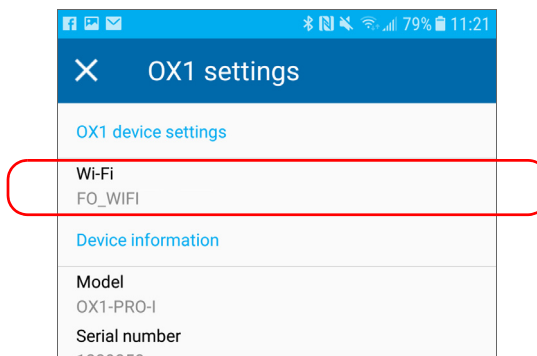 79% 11:21
OX1 settings
OX1 device settings
Wi-Fi
FO_WIFI
Device information
Model
OX1-PRO-I
Serial number